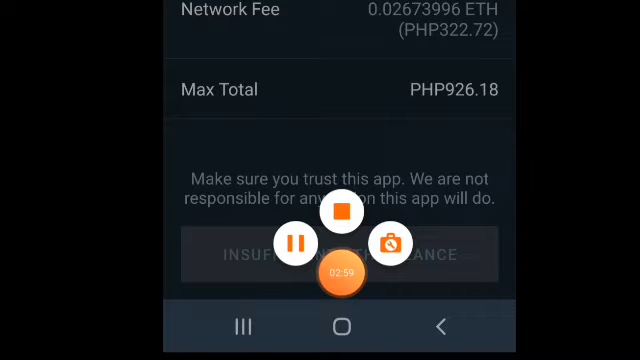 Network Fee
0.02673996 ETH
(PHP322.72)
Max Total
PHP926.18
Make sure you trust this app. We are not
responsible for on this app will do.
02:59